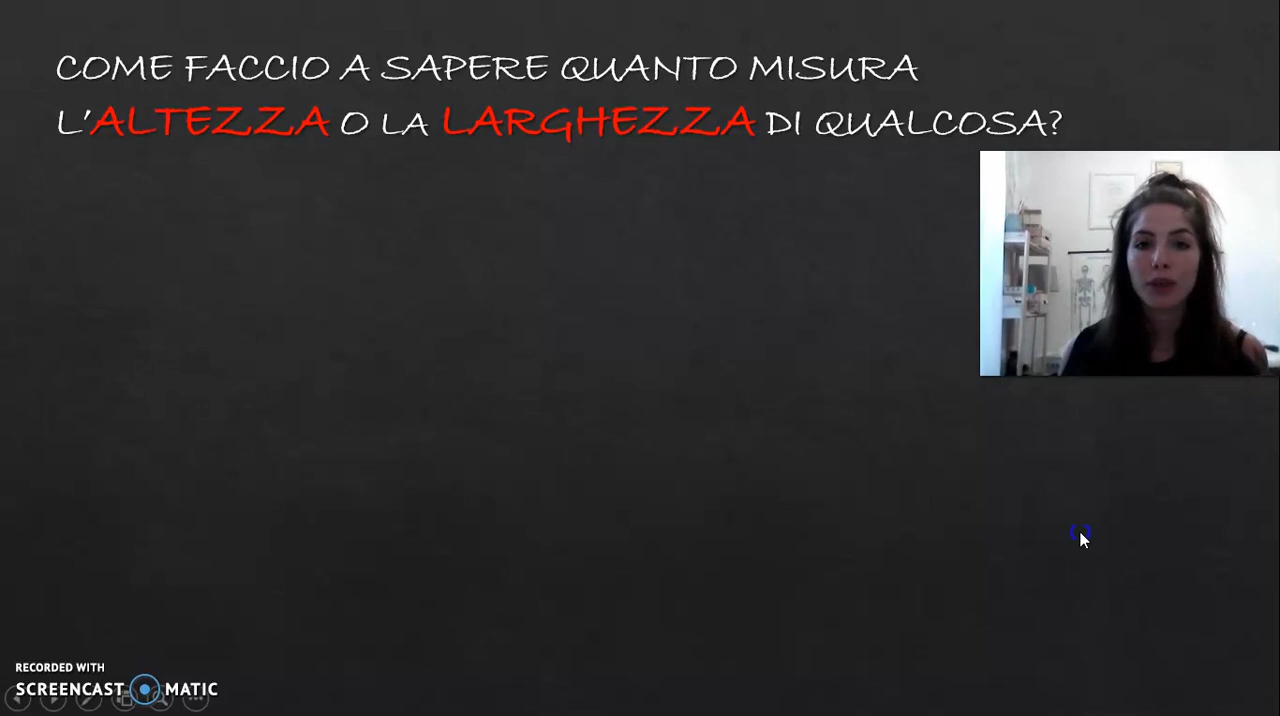 COME FACCIO A SAPERE QUANTO MISURA
L'ALTEZZA O LA LARGHEZZA DI QUALCOSA?
RECORDED WITH
SCREENCAST MATIC